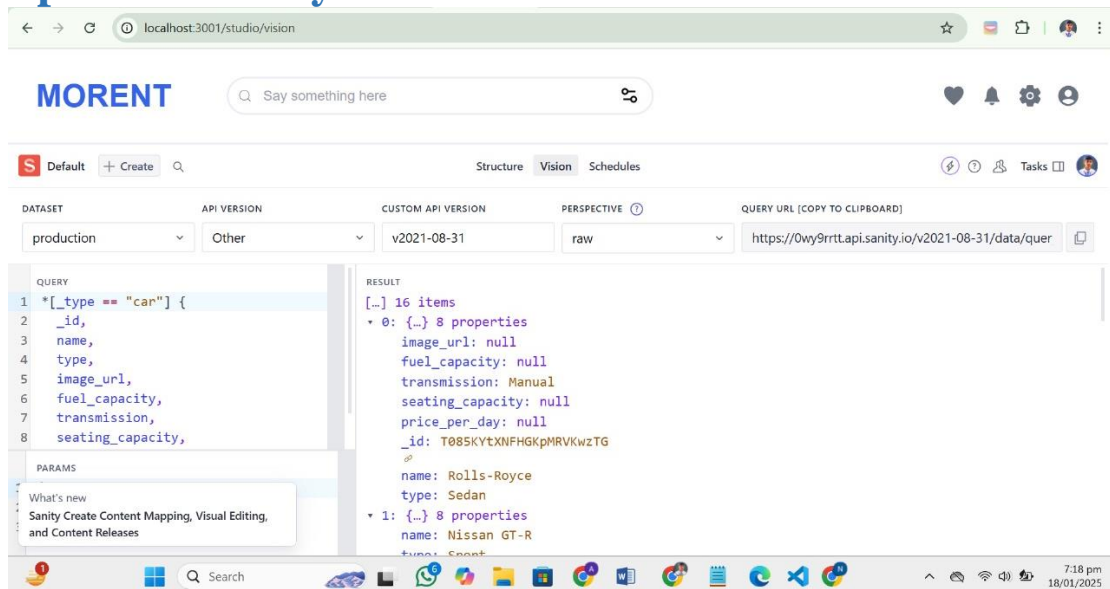 localhost:3001/studio/vision
MORENT
Say something here
S Default + Create
Structure Vision Schedules
Tasks
DATASET API VERSION CUSTOM API VERSION PERSPECTIVE ? QUERY URL [COPY TO CLIPBOARD]
production Other v2021-08-31 raw https://0wy9rrtt.api.sanity.io/v2021-08-31/data/quer
QUERY
1 *[_type == "car"] {
2 _id,
3 name,
4 type,
5 image_url,
6 fuel_capacity,
7 transmission,
8 seating_capacity,
PARAMS
What's new
Sanity Create Content Mapping, Visual Editing,
and Content Releases
RESULT
[…] 16 items
0: {…} 8 properties
image_url: null
fuel_capacity: null
transmission: Manual
seating_capacity: null
price_per_day: null
_id: T085KYtXNFHGKpMRVKwzTG
name: Rolls-Royce
type: Sedan
1: {…} 8 properties
name: Nissan GT-R
type: Sport
Search
7:18 pm
18/01/2025